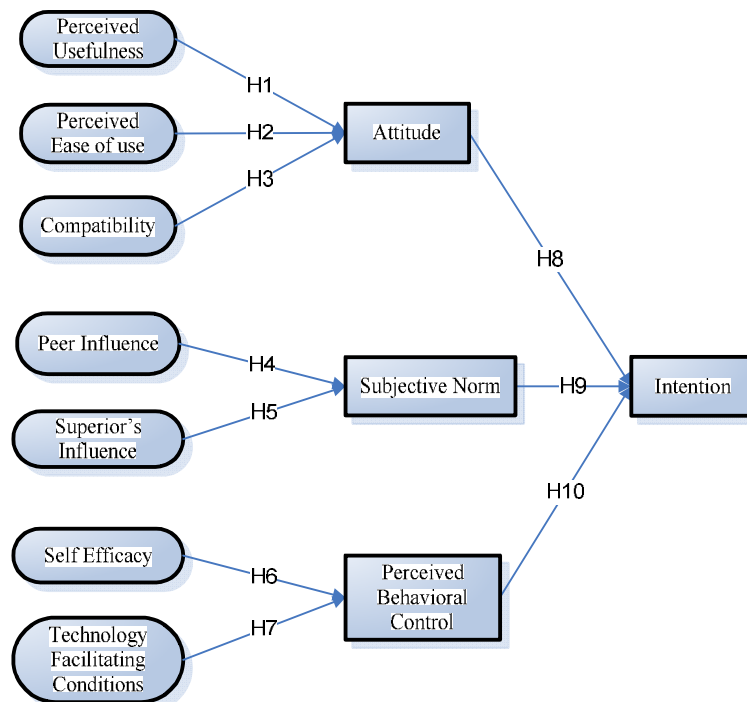 Perceived
Usefulness
H1
Perceived
Ease of use
H2
Attitude
H3
Compatibility
H8
Peer Influence
H4
Subjective Norm
H9
Intention
Superior's
Influence
H5
H10
Self Efficacy
H6
Perceived
Behavioral
Control
H7
Technology
Facilitating
Conditions